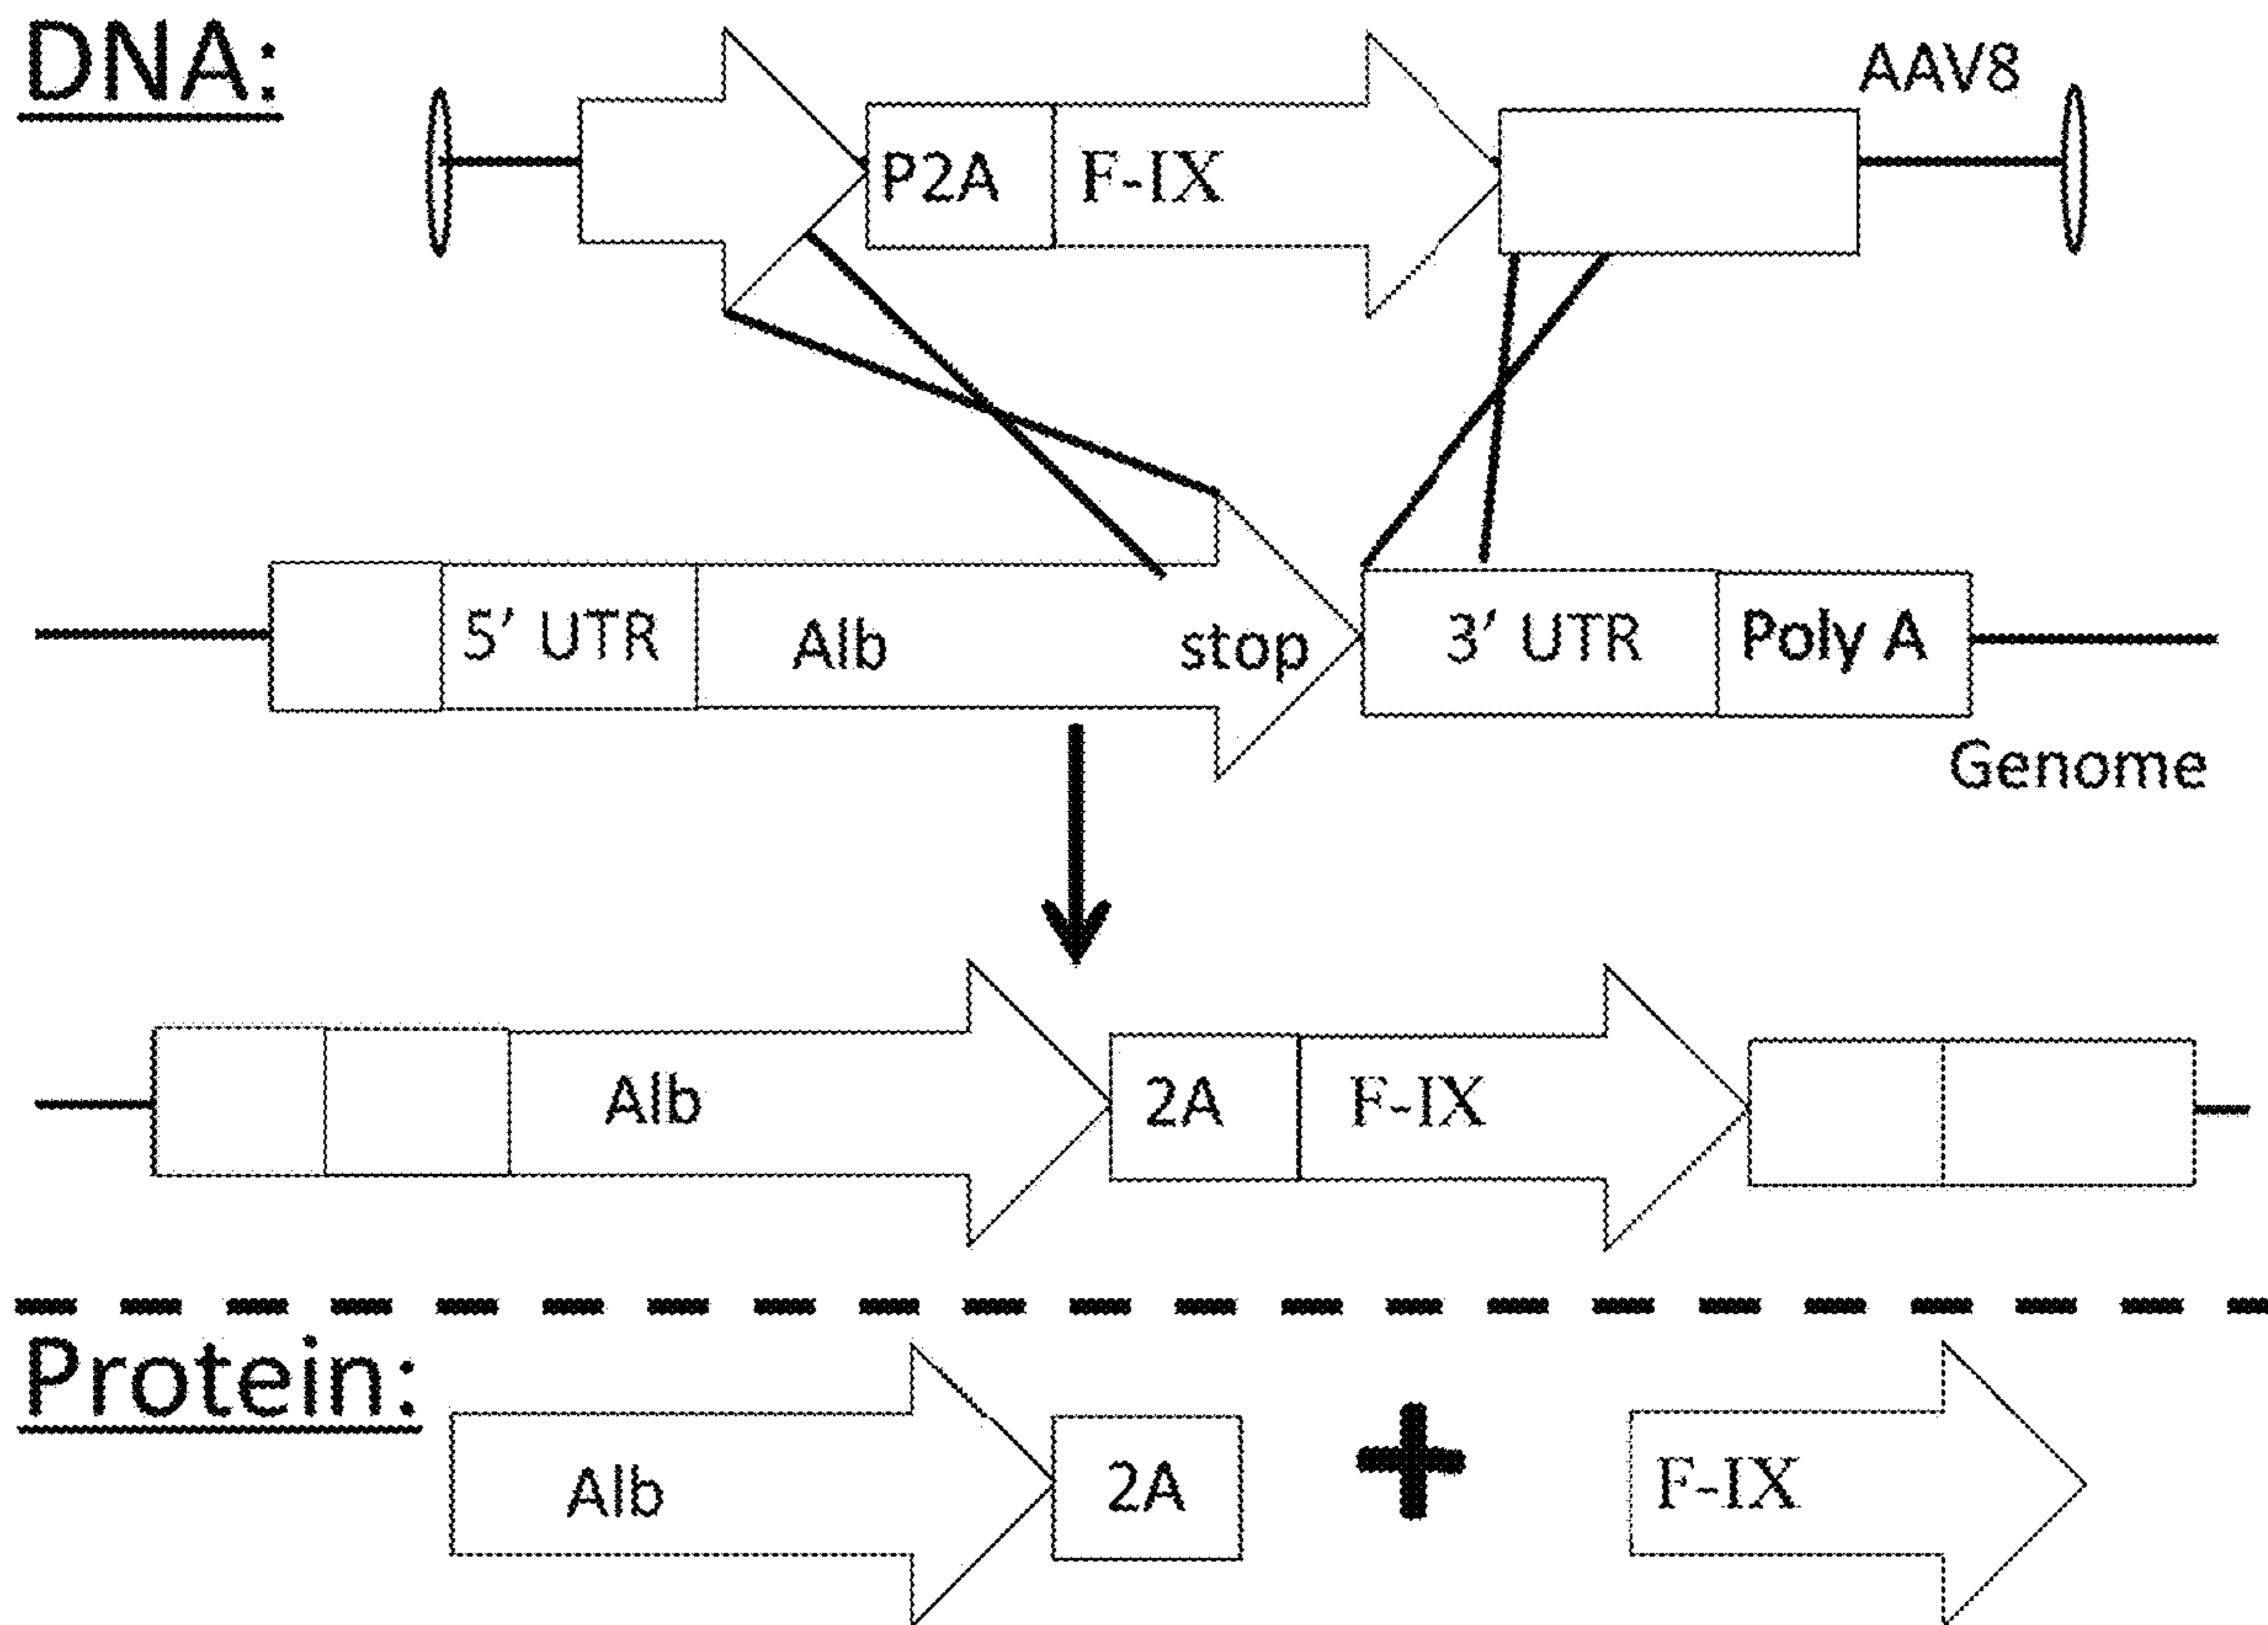 DNA:
AAV8
P2A F-IX
5' UTR Alb stop 3' UTR Poly A
Genome
Alb 2A F-IX
Protein:
Alb 2A + F-IX